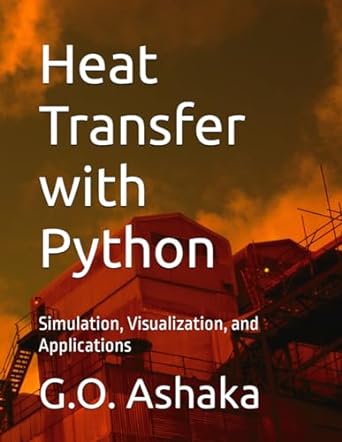 Heat
Transfer
with
Python
Simulation, Visualization, and
Applications
G.O. Ashaka